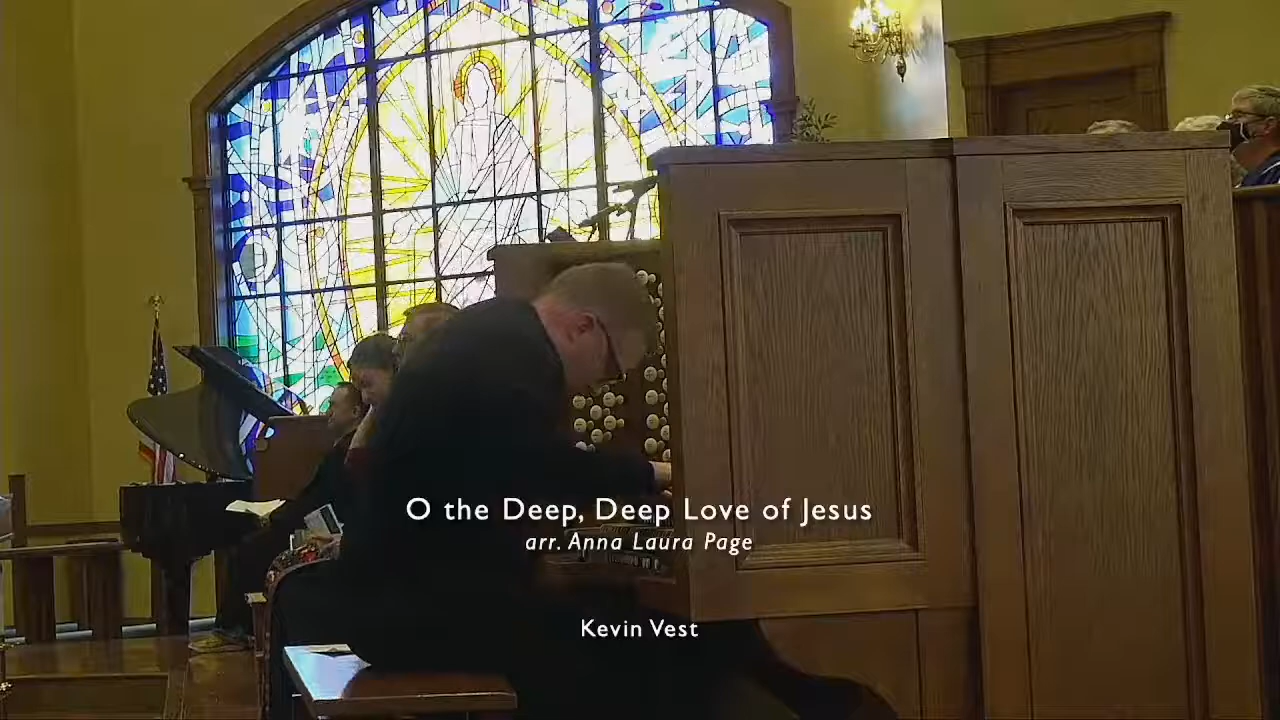 O the Deep, Deep Love of Jesus
arr. Anna Laura Page
Kevin Vest